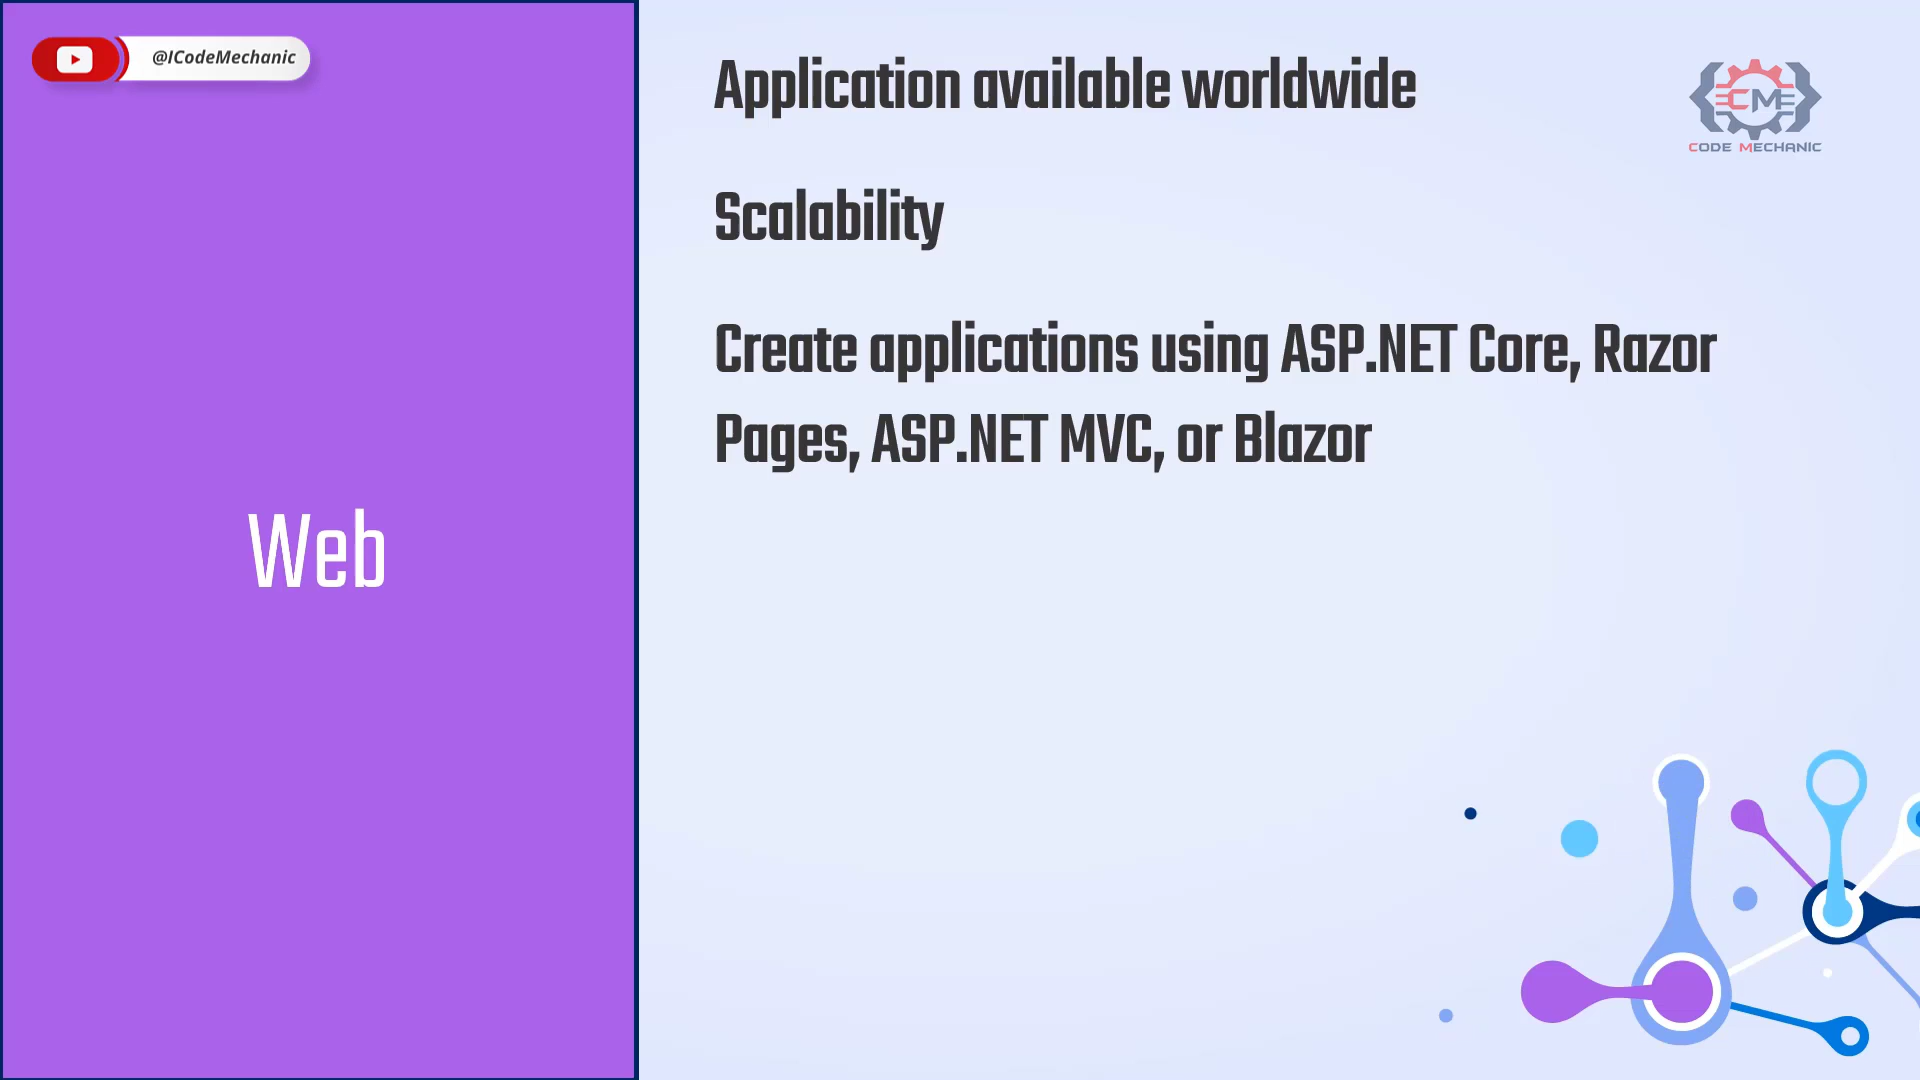 @ICodeMechanic
Web
Application available worldwide
Scalability
Create applications using ASP.NET Core, Razor
Pages, ASP.NET MVC, or Blazor
CM
CODE MECHANIC